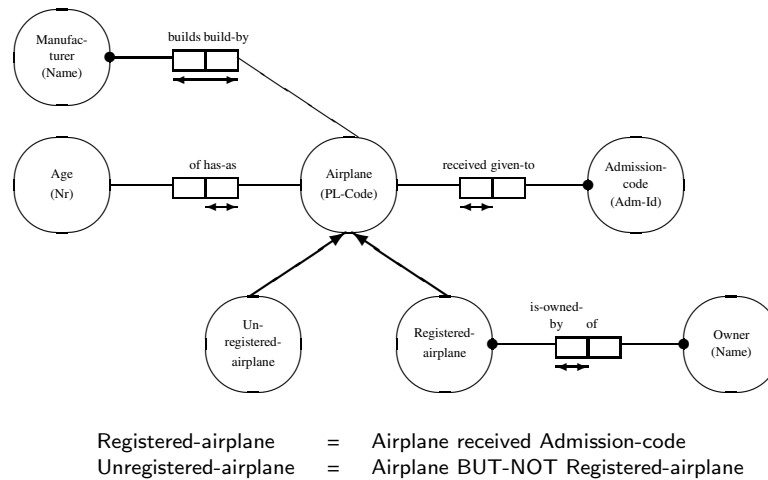 Manufac-
turer
(Name)
builds build-by
Age
(Nr)
of has-as
Airplane
(PL-Code)
received given-to
Admission-
code
(Adm-Id)
Un-
registered-
airplane
Registered-
airplane
is-owned-
by of
Owner
(Name)
Registered-airplane = Airplane received Admission-code
Unregistered-airplane = Airplane BUT-NOT Registered-airplane